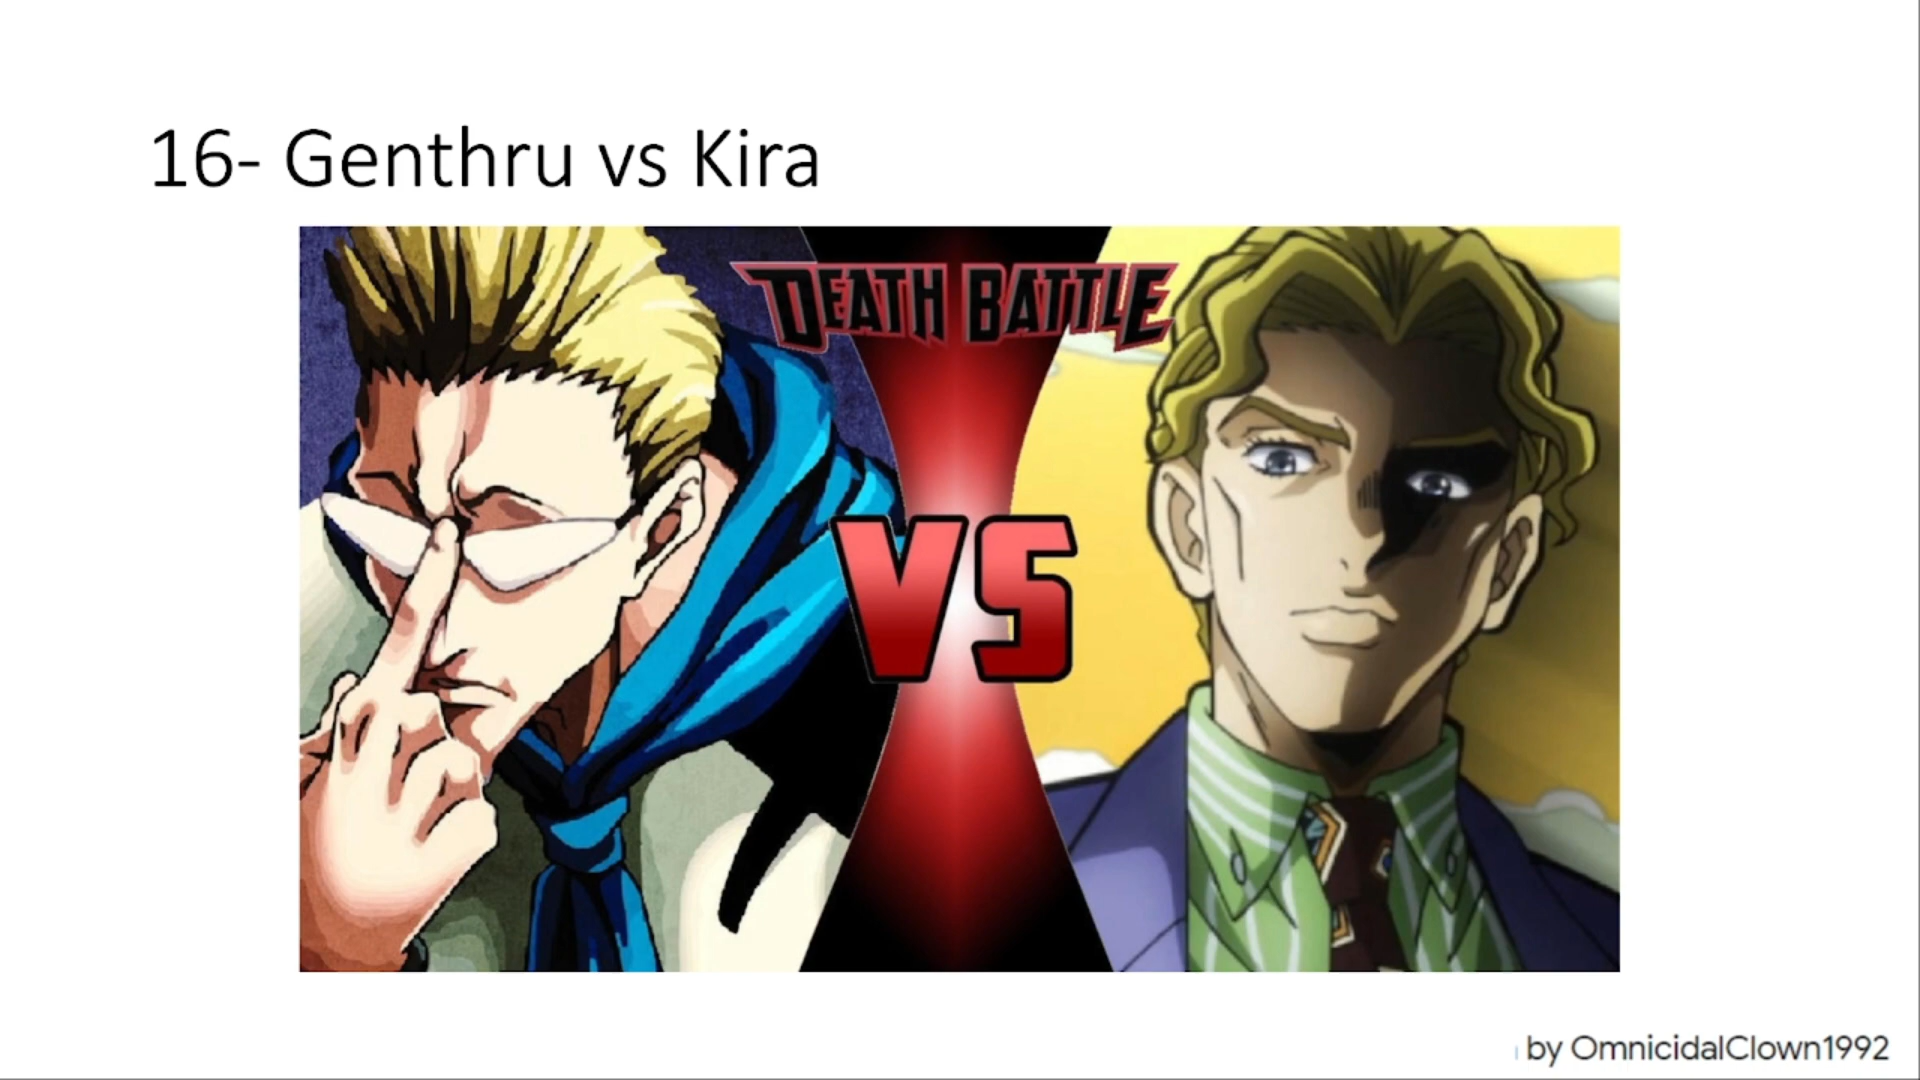 16- Genthru vs Kira
DEATH BATTLE
VS
by OmnicidalClown1992